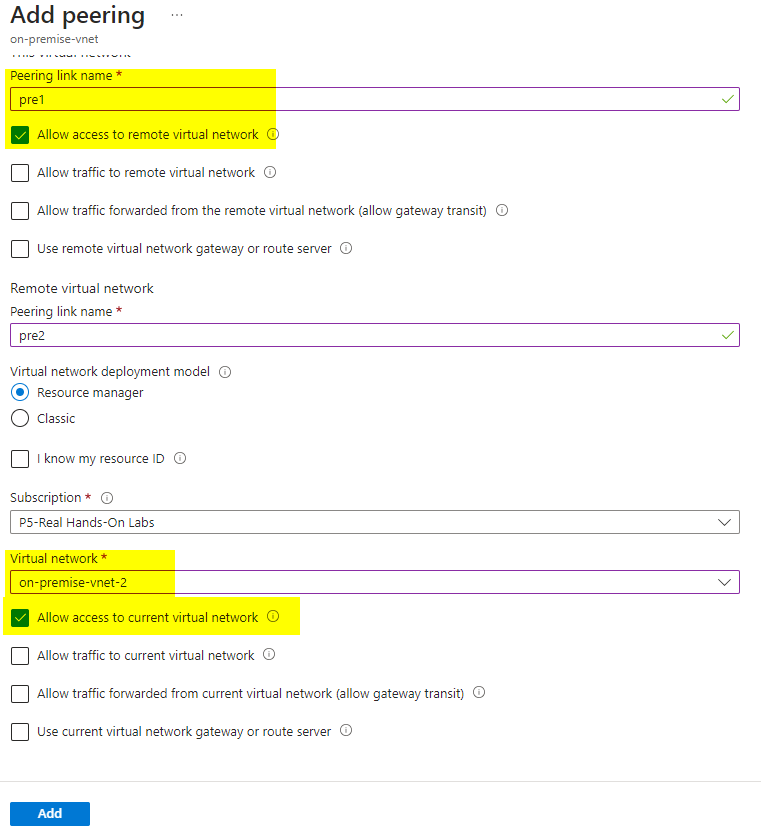 Add peering ...
on-premise-vnet
This virtual network
Peering link name *
pre1
Allow access to remote virtual network
Allow traffic to remote virtual network
Allow traffic forwarded from the remote virtual network (allow gateway transit)
Use remote virtual network gateway or route server
Remote virtual network
Peering link name *
pre2
Virtual network deployment model
Resource manager
Classic
I know my resource ID
Subscription *
P5-Real Hands-On Labs
Virtual network *
on-premise-vnet-2
Allow access to current virtual network
Allow traffic to current virtual network
Allow traffic forwarded from current virtual network (allow gateway transit)
Use current virtual network gateway or route server
Add